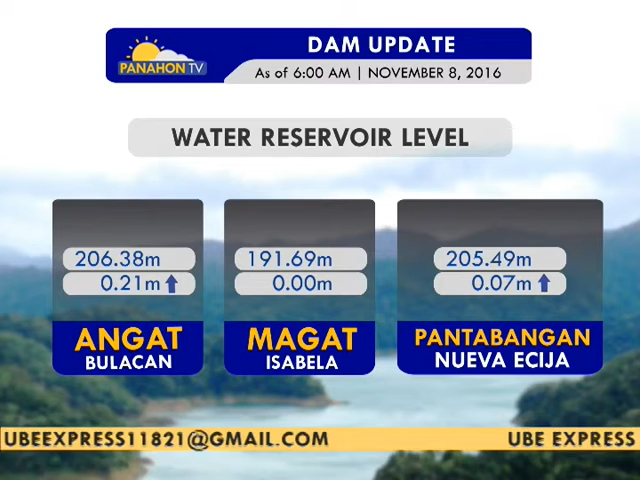 PANAHON TV
DAM UPDATE
As of 6:00 AM | NOVEMBER 8, 2016
WATER RESERVOIR LEVEL
206.38m
0.21m ↑
ANGAT
BULACAN
191.69m
0.00m
MAGAT
ISABELA
205.49m
0.07m ↑
PANTABANGAN
NUEVA ECIJA
UBEEXPRESS11821@GMAIL.COM
UBE EXPRESS